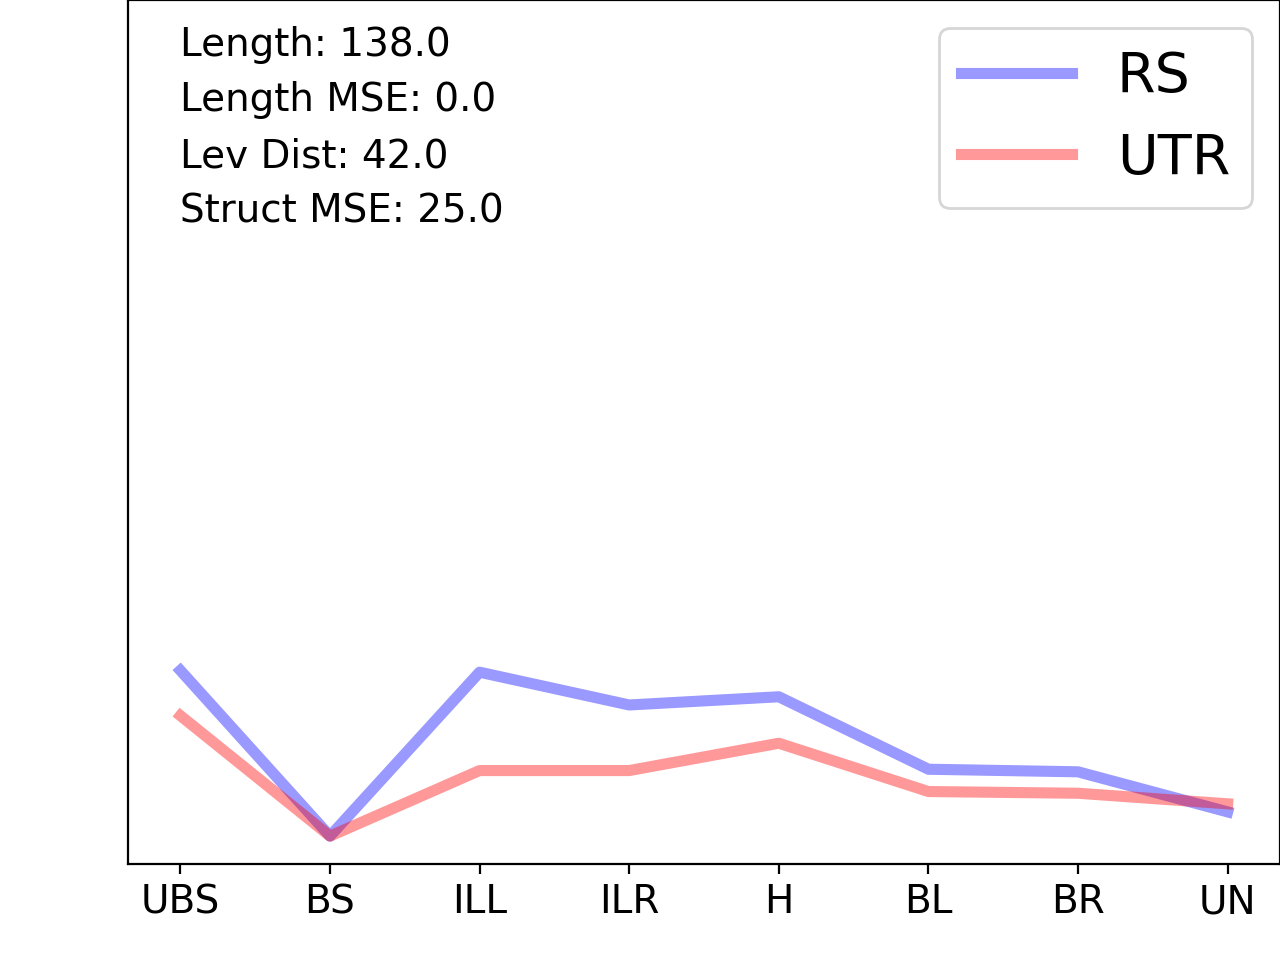 Length: 138.0
Length MSE: 0.0
Lev Dist: 42.0
Struct MSE: 25.0
RS
UTR
UBS BS ILL ILR H BL BR UN